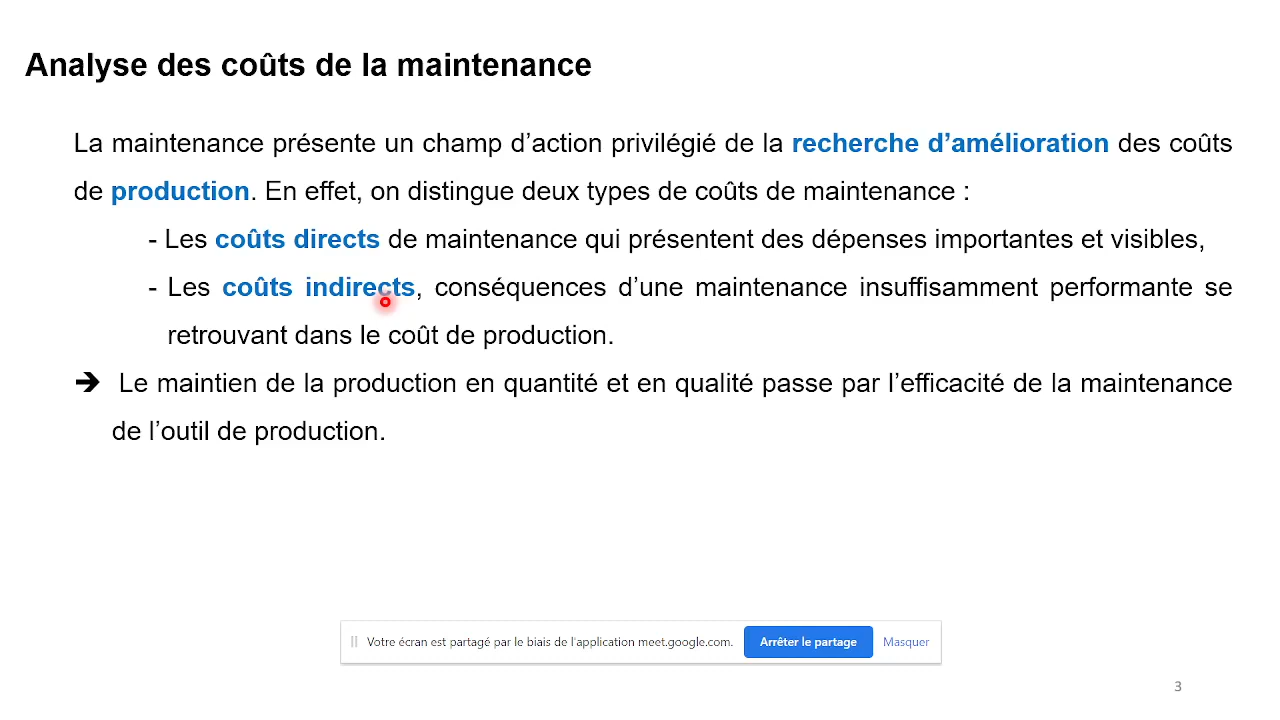 Analyse des coûts de la maintenance
La maintenance présente un champ d’action privilégié de la recherche d’amélioration des coûts
de production. En effet, on distingue deux types de coûts de maintenance :
- Les coûts directs de maintenance qui présentent des dépenses importantes et visibles,
- Les coûts indirects, conséquences d’une maintenance insuffisamment performante se
retrouvant dans le coût de production.
➔ Le maintien de la production en quantité et en qualité passe par l’efficacité de la maintenance
de l’outil de production.
Votre écran est partagé par le biais de l'application meet.google.com. Arrêter le partage Masquer
3